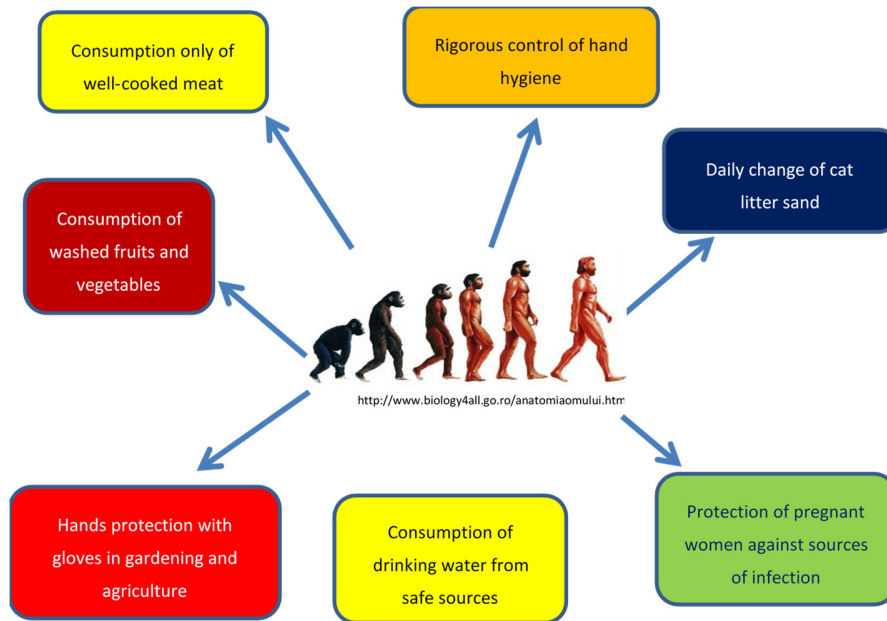 Consumption only of
well-cooked meat
Rigorous control of hand
hygiene
Daily change of cat
litter sand
Consumption of
washed fruits and
vegetables
http://www.biology4all.go.ro/anatomiaomului.htm
Hands protection with
gloves in gardening and
agriculture
Consumption of
drinking water from
safe sources
Protection of pregnant
women against sources
of infection